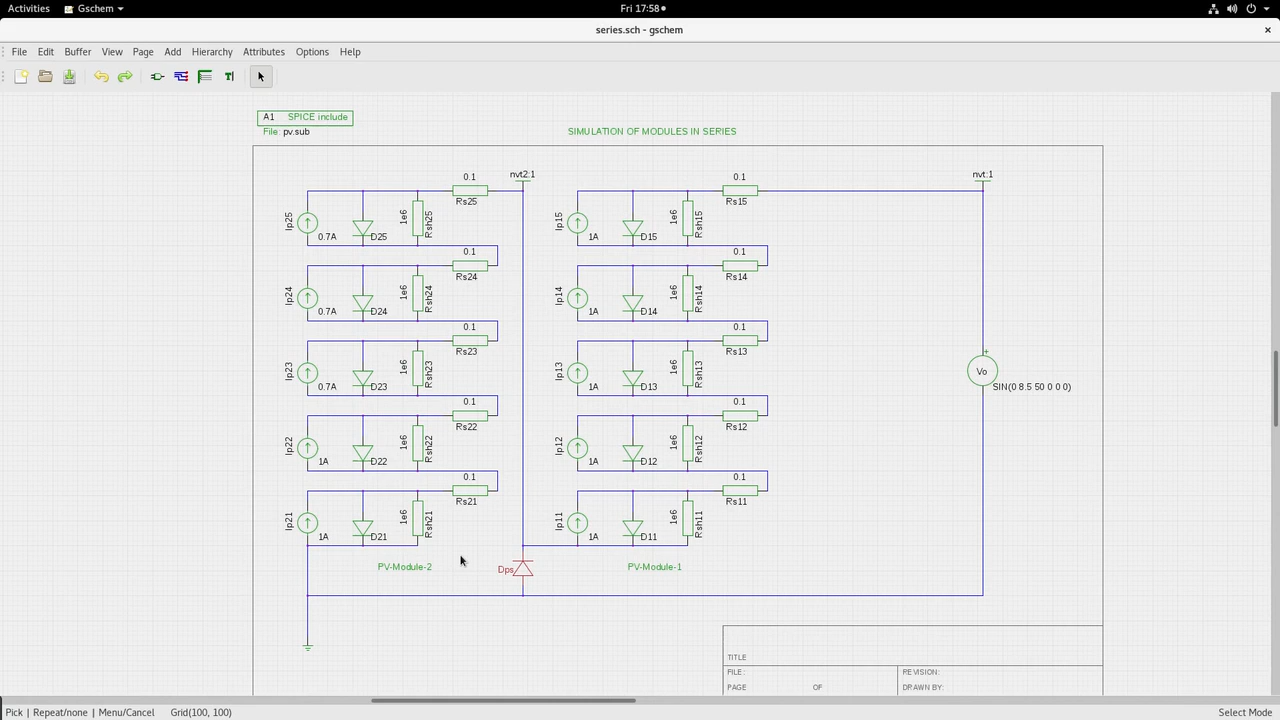 Activities Gschem Fri 17:58
series.sch - gschem
File Edit Buffer View Page Add Hierarchy Attributes Options Help
A1 SPICE include
File: pv.sub
SIMULATION OF MODULES IN SERIES
nvt2:1
nvt:1
0.1
Rs25
Ip25
0.7A
D25
1e6
Rsh25
0.1
Rs24
Ip24
0.7A
D24
1e6
Rsh24
0.1
Rs23
Ip23
0.7A
D23
1e6
Rsh23
0.1
Rs22
Ip22
1A
D22
1e6
Rsh22
0.1
Rs21
Ip21
1A
D21
1e6
Rsh21
PV-Module-2
Dps
0.1
Rs15
Ip15
1A
D15
1e6
Rsh15
0.1
Rs14
Ip14
1A
D14
1e6
Rsh14
0.1
Rs13
Ip13
1A
D13
1e6
Rsh13
0.1
Rs12
Ip12
1A
D12
1e6
Rsh12
0.1
Rs11
Ip11
1A
D11
1e6
Rsh11
PV-Module-1
+
Vo
SIN(0 8.5 50 0 0 0)
TITLE
FILE: REVISION:
PAGE OF DRAWN BY:
Pick | Repeat/none | Menu/Cancel Grid(100, 100) Select Mode